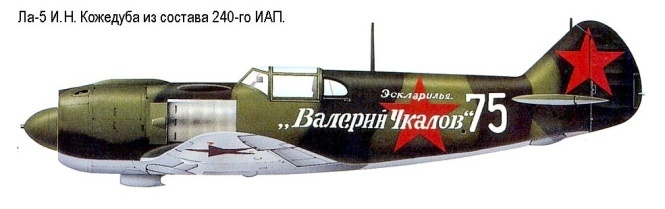 Ла-5 И. Н. Кожедуба из состава 240-го ИАП.
Эскадрилья
„Валерий Чкалов“ 75